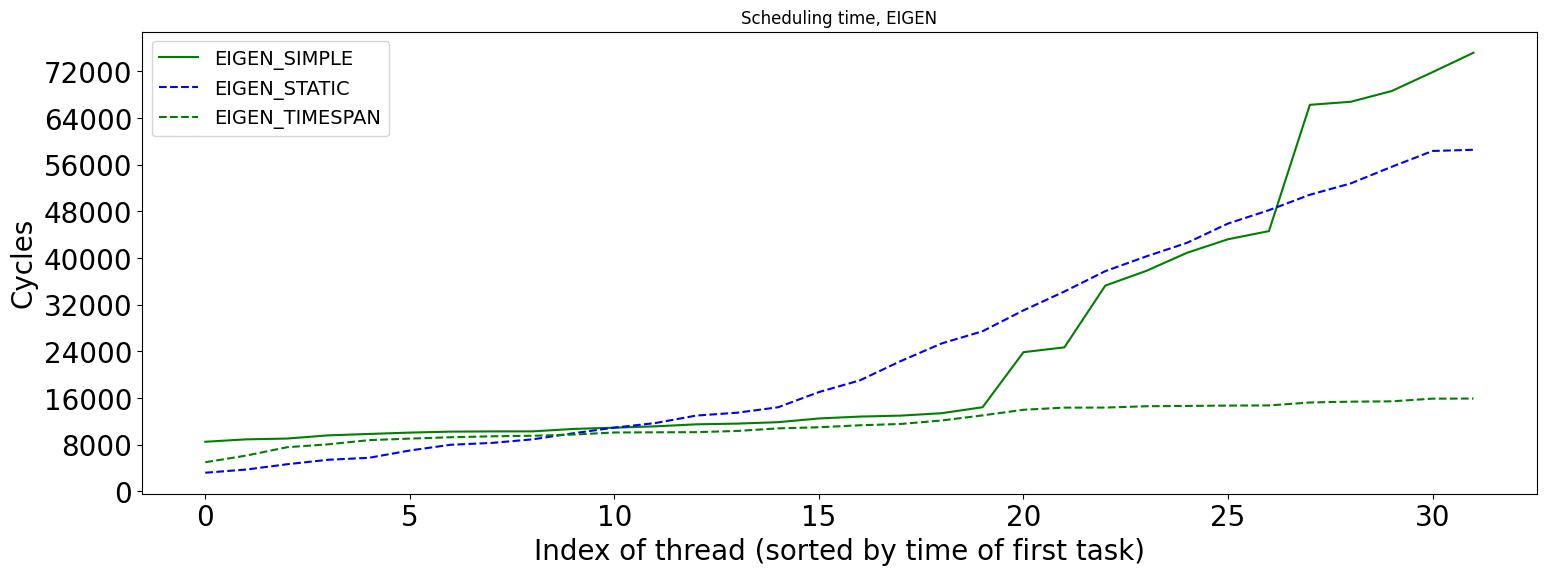 Scheduling time, EIGEN
EIGEN_SIMPLE
EIGEN_STATIC
EIGEN_TIMESPAN
72000
64000
56000
48000
40000
32000
24000
16000
8000
0
Cycles
0 5 10 15 20 25 30
Index of thread (sorted by time of first task)